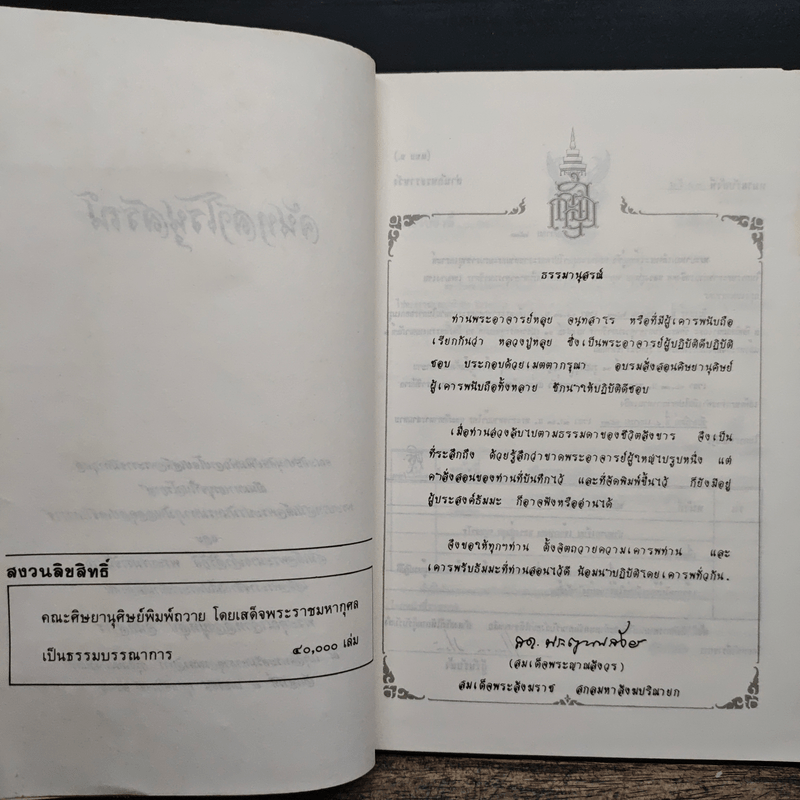 สงวนลิขสิทธิ์
คณะศิษยานุศิษย์พิมพ์ถวาย โดยเสด็จพระราชมหากุศล
เป็นธรรมบรรณาการ ๔๐,๐๐๐ เล่ม
ธรรมานุสรณ์
ท่านพระอาจารย์หลุย จนฺทสาโร หรือที่มีผู้เคารพนับถือ
เรียกกันว่า หลวงปู่หลุย ซึ่งเป็นพระอาจารย์ผู้ปฏิบัติดีปฏิบัติ
ชอบ ประกอบด้วยเมตตากรุณา อบรมสั่งสอนศิษยานุศิษย์
ผู้เคารพนับถือทั้งหลาย ชักนำให้ปฏิบัติดีชอบ
เมื่อท่านล่วงลับไปตามธรรมดาของชีวิตสังขาร จึงเป็น
ที่ระลึกถึง ด้วยรู้สึกว่าขาดพระอาจารย์ผู้ใหญ่ไปรูปหนึ่ง แต่
คำสั่งสอนของท่านที่บันทึกไว้ และที่จัดพิมพ์ขึ้นไว้ ก็ยังมีอยู่
ผู้ประสงค์ธัมมะ ก็อาจฟังหรืออ่านได้
จึงขอให้ทุกๆท่าน ตั้งจิตถวายความเคารพท่าน และ
เคารพรับธัมมะที่ท่านสอนไว้ดี น้อมนำปฏิบัติโดยเคารพทั่วกัน.
(สมเด็จพระญาณสังวร)
สมเด็จพระสังฆราช สกลมหาสังฆปริณายก